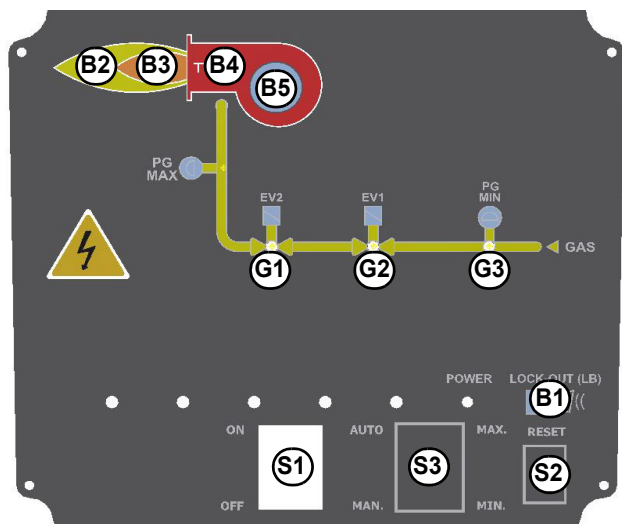 B2 B3 T B4
B5
PG
MAX
EV2 EV1 PG
MIN
GAS
G1 G2 G3
POWER LOCK-OUT (LB)
B1
ON AUTO MAX. RESET
S1 S3 S2
OFF MAN. MIN.